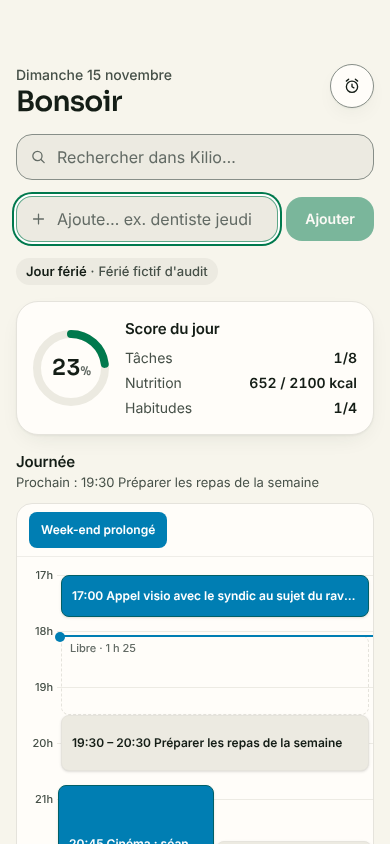 Dimanche 15 novembre
Bonsoir
Rechercher dans Kilio...
Ajoute... ex. dentiste jeudi
Ajouter
Jour férié · Férié fictif d'audit
Score du jour
23%
Tâches 1/8
Nutrition 652 / 2100 kcal
Habitudes 1/4
Journée
Prochain : 19:30 Préparer les repas de la semaine
Week-end prolongé
17h
17:00 Appel visio avec le syndic au sujet du rav...
18h
Libre · 1 h 25
19h
19:30 – 20:30 Préparer les repas de la semaine
20h
21h
20:45 Cinéma : séan...